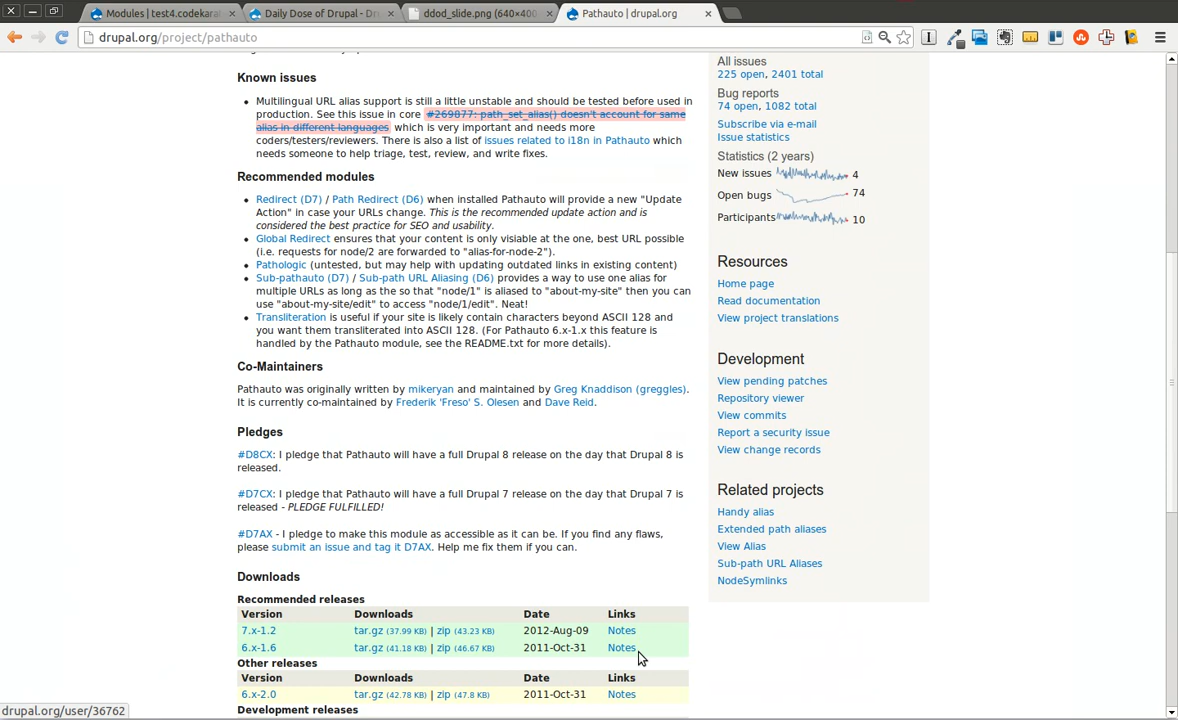 Modules | test4.codekara
Daily Dose of Drupal - Dr
ddod_slide.png (640×400
Pathauto | drupal.org
drupal.org/project/pathauto
Known issues
Multilingual URL alias support is still a little unstable and should be tested before used in
production. See this issue in core #269877: path_set_alias() doesn't account for same
alias in different languages which is very important and needs more
coders/testers/reviewers. There is also a list of issues related to i18n in Pathauto which
needs someone to help triage, test, review, and write fixes.
Recommended modules
Redirect (D7) / Path Redirect (D6) when installed Pathauto will provide a new "Update
Action" in case your URLs change. This is the recommended update action and is
considered the best practice for SEO and usability.
Global Redirect ensures that your content is only visiable at the one, best URL possible
(i.e. requests for node/2 are forwarded to "alias-for-node-2").
Pathologic (untested, but may help with updating outdated links in existing content)
Sub-pathauto (D7) / Sub-path URL Aliasing (D6) provides a way to use one alias for
multiple URLs as long as the so that "node/1" is aliased to "about-my-site" then you can
use "about-my-site/edit" to access "node/1/edit". Neat!
Transliteration is useful if your site is likely contain characters beyond ASCII 128 and
you want them transliterated into ASCII 128. (For Pathauto 6.x-1.x this feature is
handled by the Pathauto module, see the README.txt for more details).
Co-Maintainers
Pathauto was originally written by mikeryan and maintained by Greg Knaddison (greggles).
It is currently co-maintained by Frederik 'Freso' S. Olesen and Dave Reid.
Pledges
#D8CX: I pledge that Pathauto will have a full Drupal 8 release on the day that Drupal 8 is
released.
#D7CX: I pledge that Pathauto will have a full Drupal 7 release on the day that Drupal 7 is
released - PLEDGE FULFILLED!
#D7AX - I pledge to make this module as accessible as it can be. If you find any flaws,
please submit an issue and tag it D7AX. Help me fix them if you can.
Downloads
Recommended releases
Version Downloads Date Links
7.x-1.2 tar.gz (37.99 KB) | zip (43.23 KB) 2012-Aug-09 Notes
6.x-1.6 tar.gz (41.18 KB) | zip (46.67 KB) 2011-Oct-31 Notes
Other releases
Version Downloads Date Links
6.x-2.0 tar.gz (42.78 KB) | zip (47.8 KB) 2011-Oct-31 Notes
Development releases
All issues
225 open, 2401 total
Bug reports
74 open, 1082 total
Subscribe via e-mail
Issue statistics
Statistics (2 years)
New issues 4
Open bugs 74
Participants 10
Resources
Home page
Read documentation
View project translations
Development
View pending patches
Repository viewer
View commits
Report a security issue
View change records
Related projects
Handy alias
Extended path aliases
View Alias
Sub-path URL Aliases
NodeSymlinks
drupal.org/user/36762